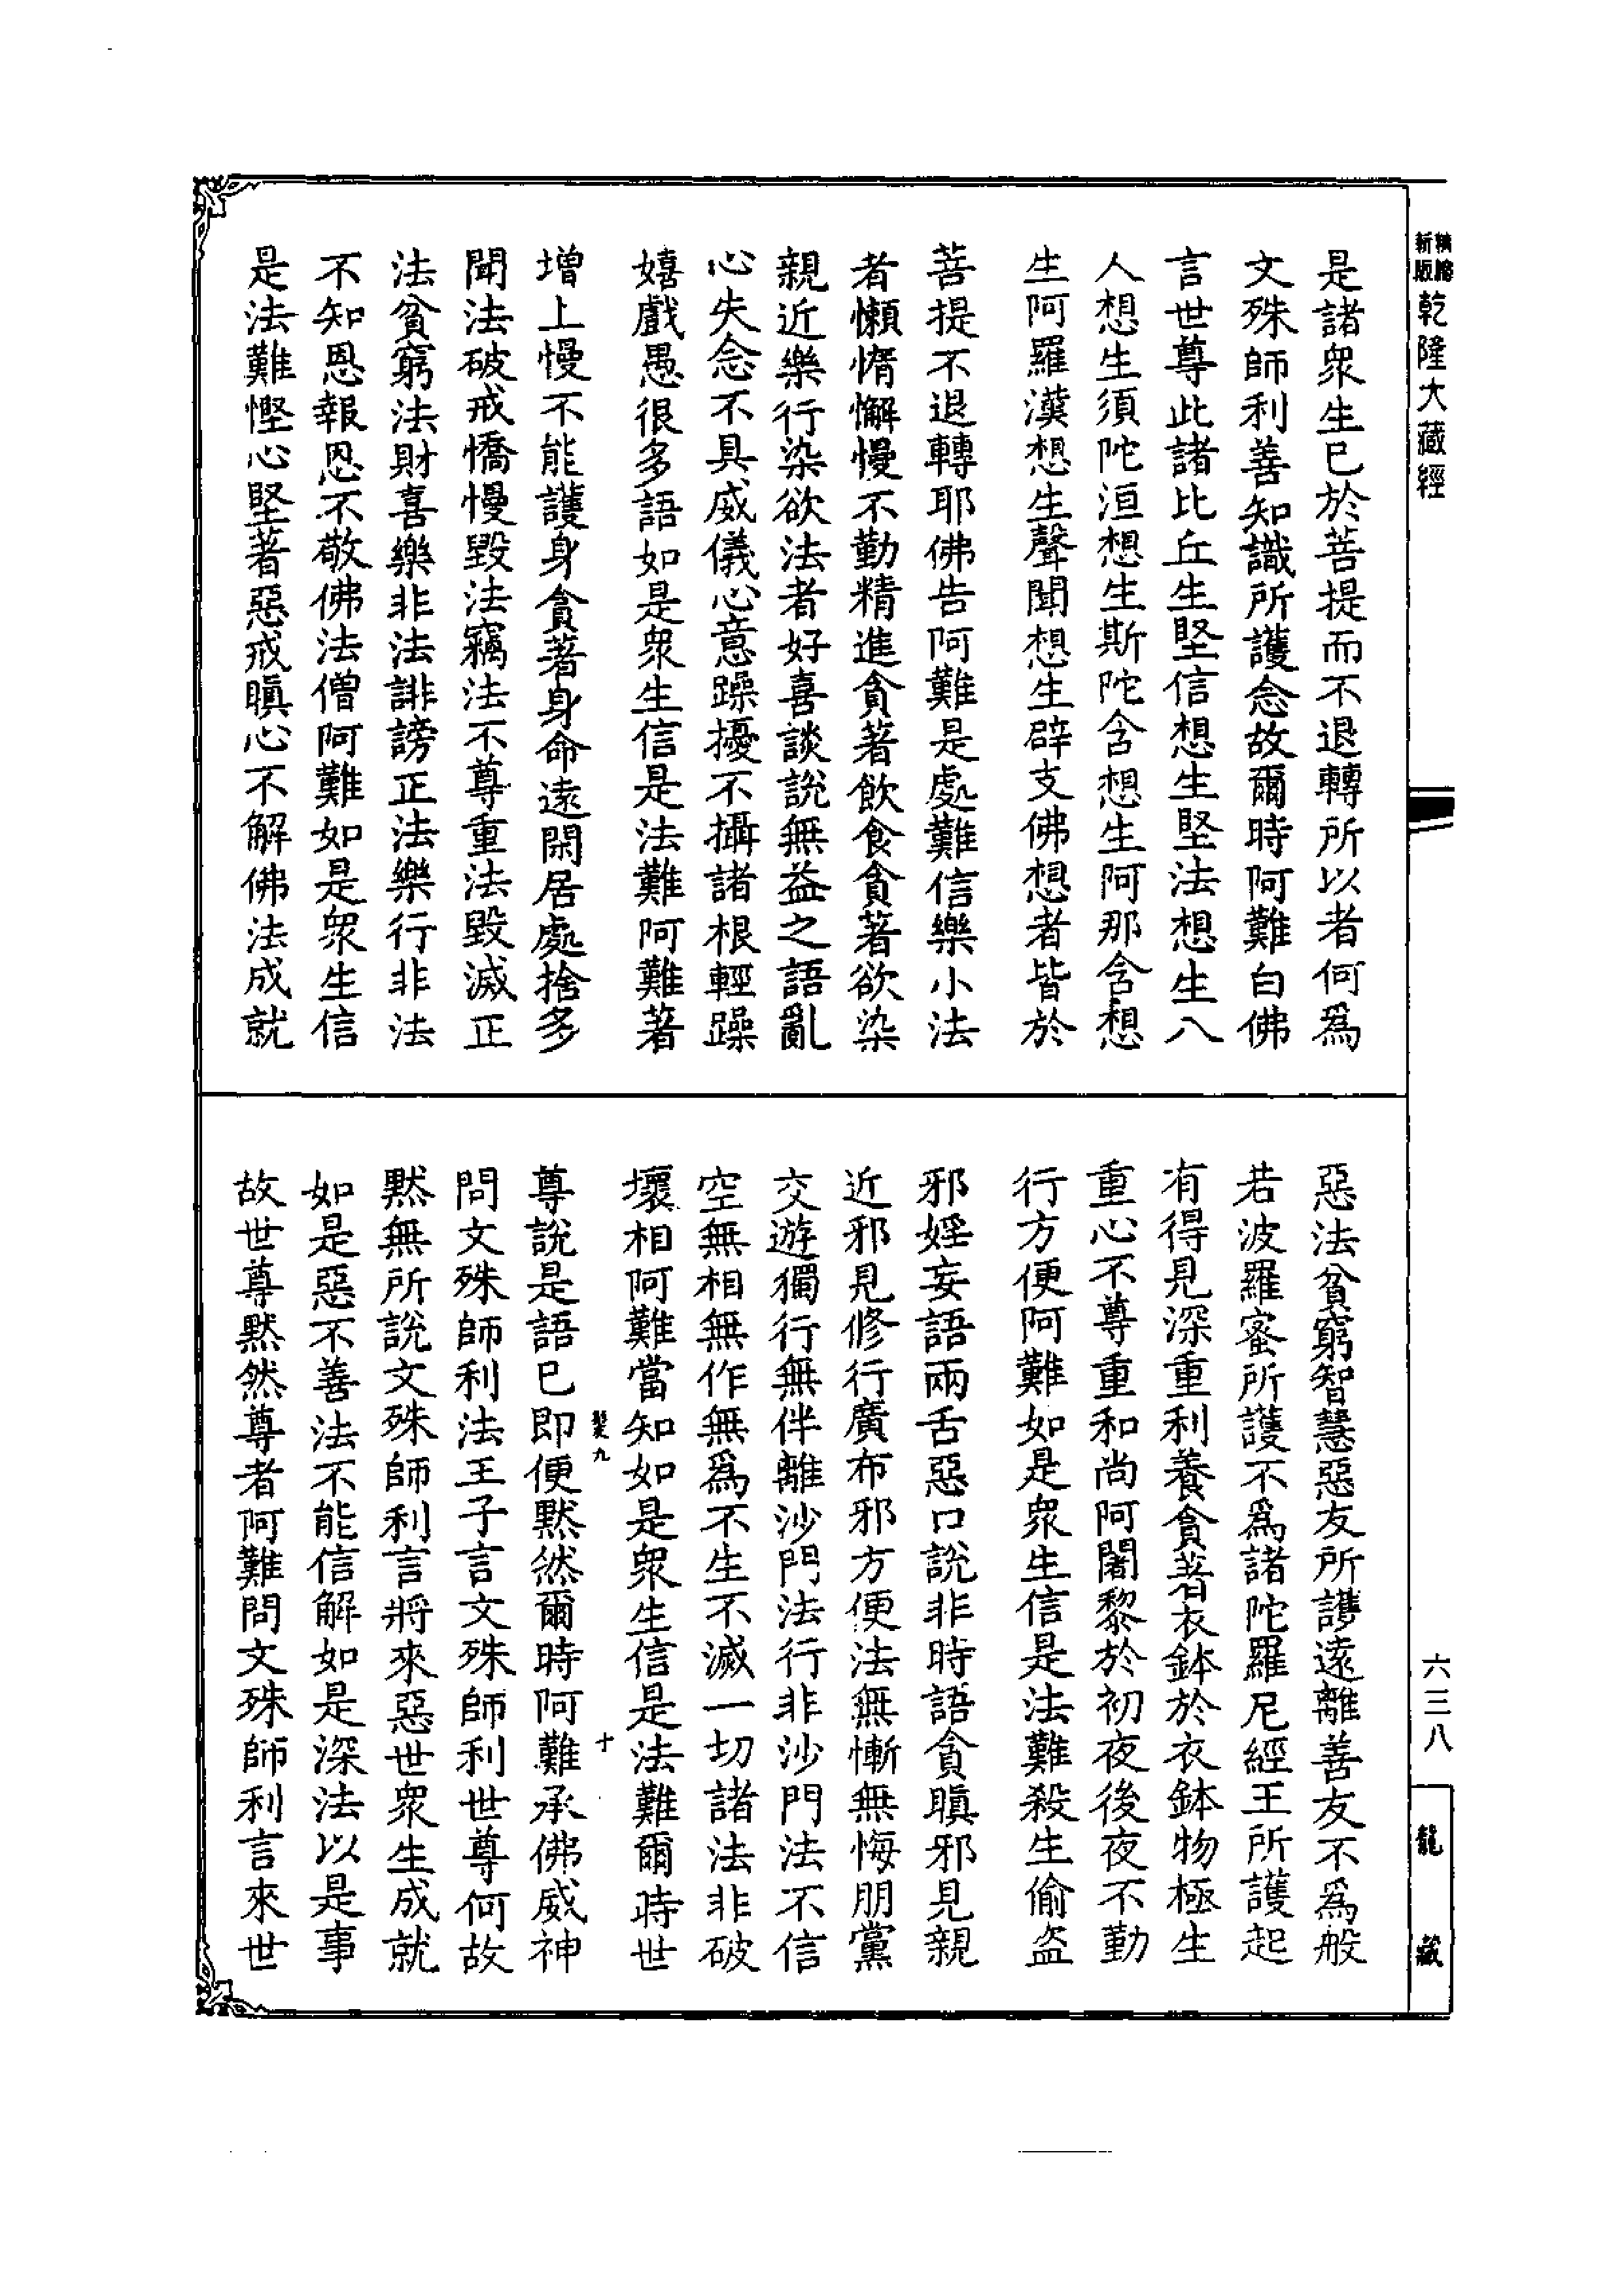 精縮新版乾隆大藏經
是諸衆生已於菩提而不退轉所以者何爲
文殊師利善知識所護念故爾時阿難白佛
言世尊此諸比丘生堅信想生堅法想生八
人想生須陀洹想生斯陀含想生阿那含想
生阿羅漢想生聲聞想生辟支佛想者皆於
菩提不退轉耶佛告阿難是處難信樂小法
者懶惰懈慢不勤精進貪著飲食貪著欲染
親近樂行染欲法者好喜談說無益之語亂
心失念不具威儀心意躁擾不攝諸根輕躁
嬉戲愚很多語如是衆生信是法難阿難著
增上慢不能護身貪著身命遠閑居處捨多
聞法破戒憍慢毀法竊法不尊重法毀滅正
法貧窮法財喜樂非法誹謗正法樂行非法
不知恩報恩不敬佛法僧阿難如是衆生信
是法難慳心堅著惡戒瞋心不解佛法成就
惡法貧窮智慧惡友所護遠離善友不爲般
若波羅蜜所護不爲諸陀羅尼經王所護起
有得見深重利養貪著衣鉢於衣鉢物極生
重心不尊重和尚阿闍黎於初夜後夜不勤
行方便阿難如是衆生信是法難殺生偷盜
邪婬妄語兩舌惡口說非時語貪瞋邪見親
近邪見修行廣布邪方便法無慚無悔朋黨
交遊獨行無伴離沙門法行非沙門法不信
空無相無作無爲不生不滅一切諸法非破
壞相阿難當知如是衆生信是法難爾時世
九
十
尊說是語已即便默然爾時阿難承佛威神
問文殊師利法王子言文殊師利世尊何故
默無所說文殊師利言將來惡世衆生成就
如是惡不善法不能信解如是深法以是事
故世尊默然尊者阿難問文殊師利言來世
六三八
龍藏